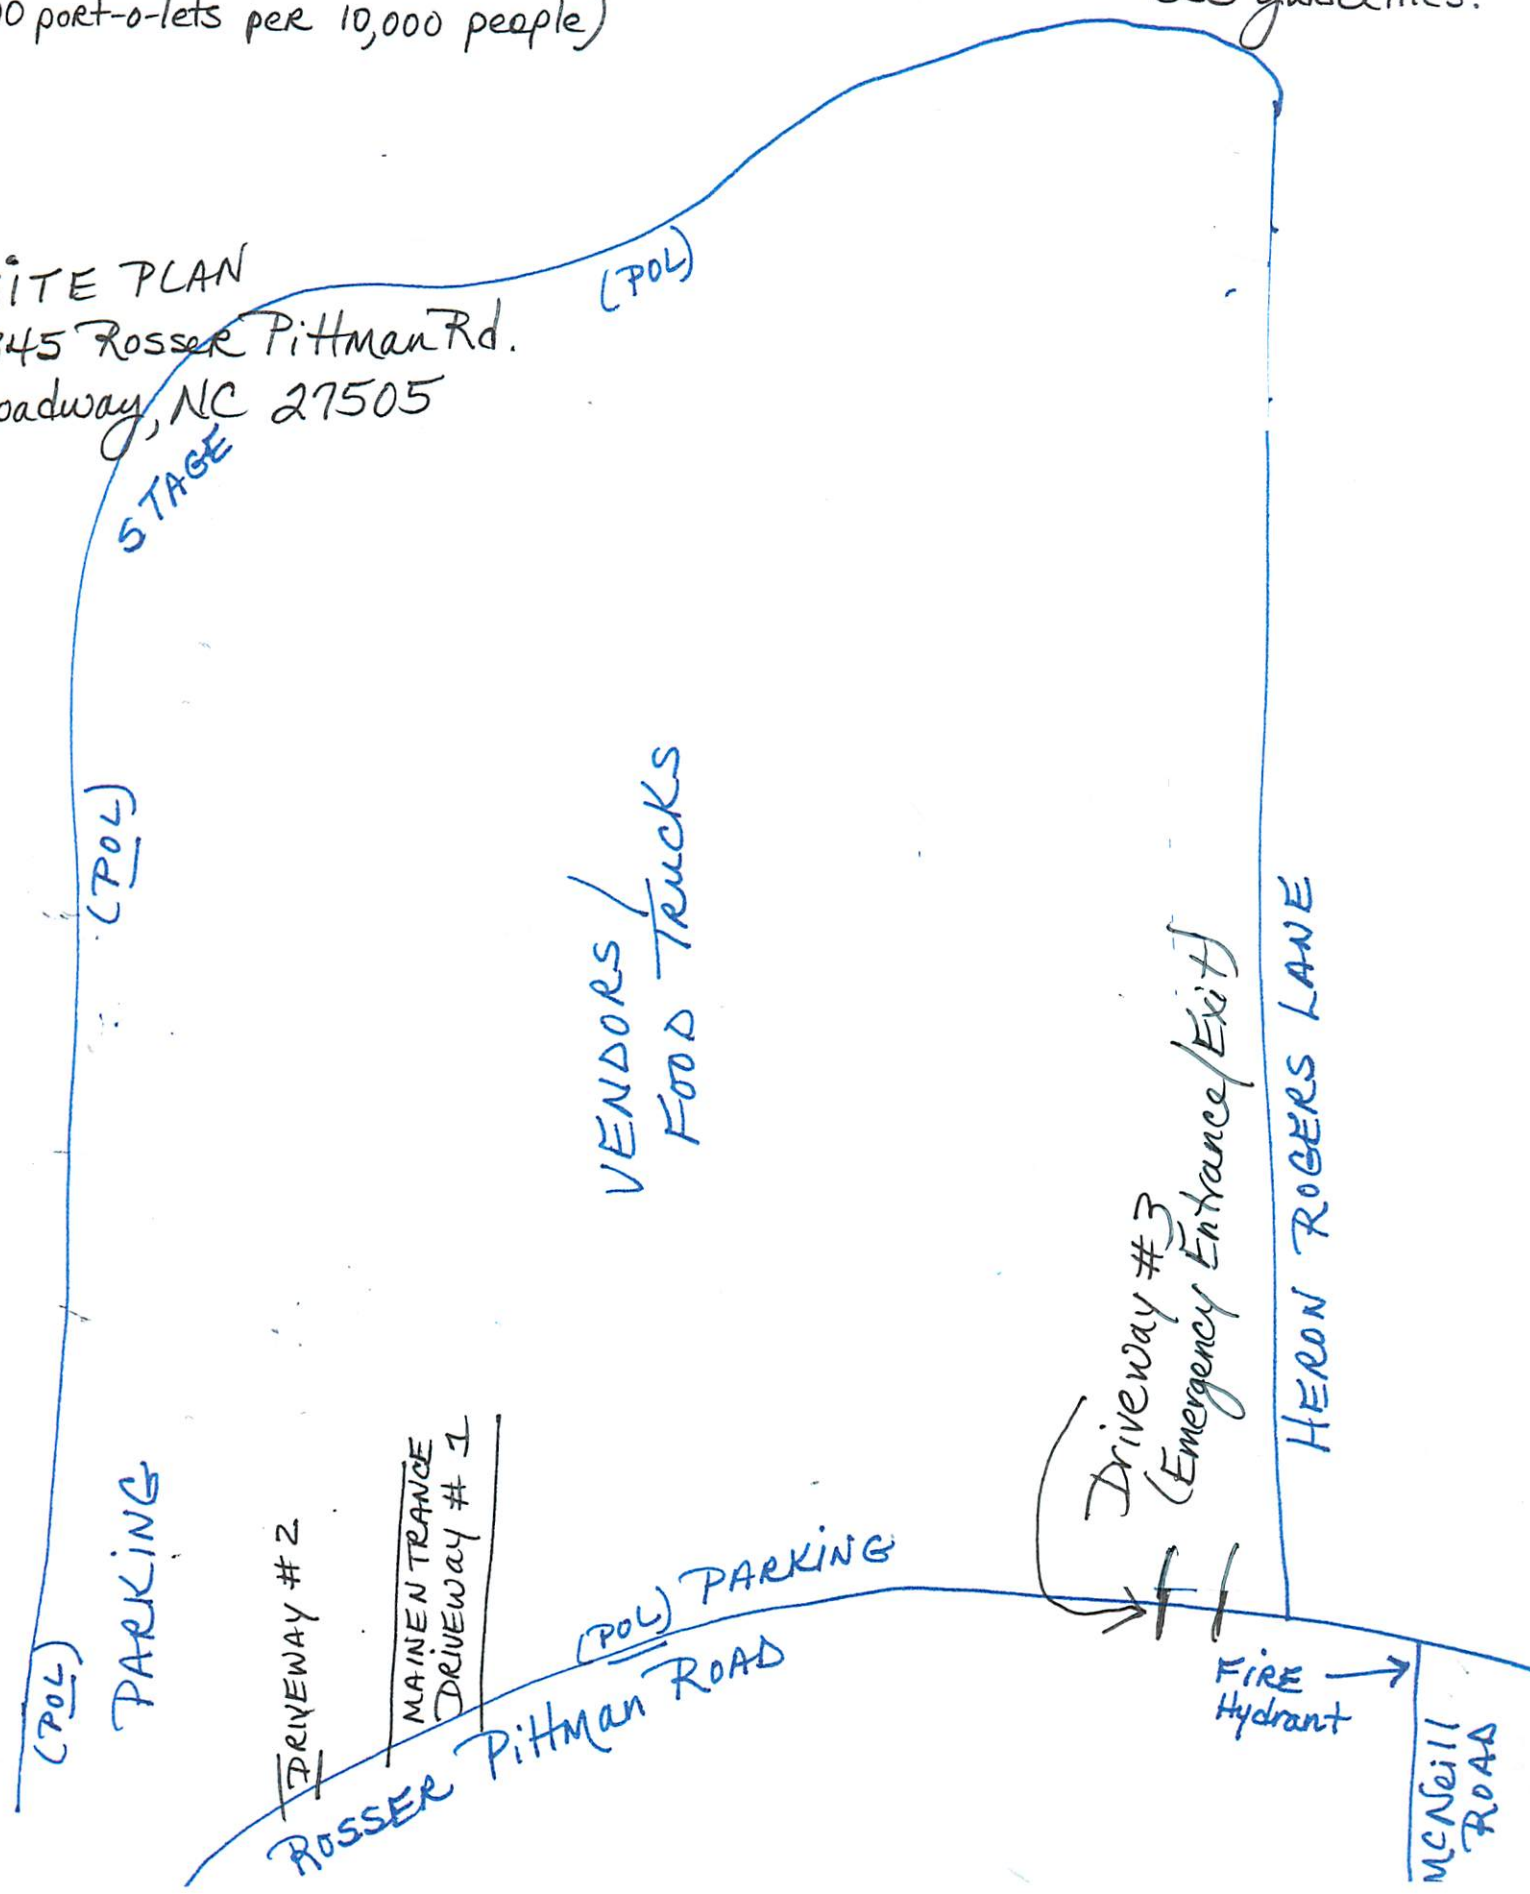 0 port-o-lets per 10,000 people)
guidelines.
ITE PLAN
45 Rosser Pittman Rd.
oadway, NC 27505
(POL)
STAGE
(POL)
VENDORS/
FOOD TRUCKS
HERON ROGERS LANE
Driveway #3
(Emergency Entrance/Exit)
PARKING
(POL)
DRIVEWAY #2
MAIN ENTRANCE
DRIVEWAY # 1
(POL) PARKING
ROSSER PITTMAN ROAD
FIRE
Hydrant
McNeill
ROAD